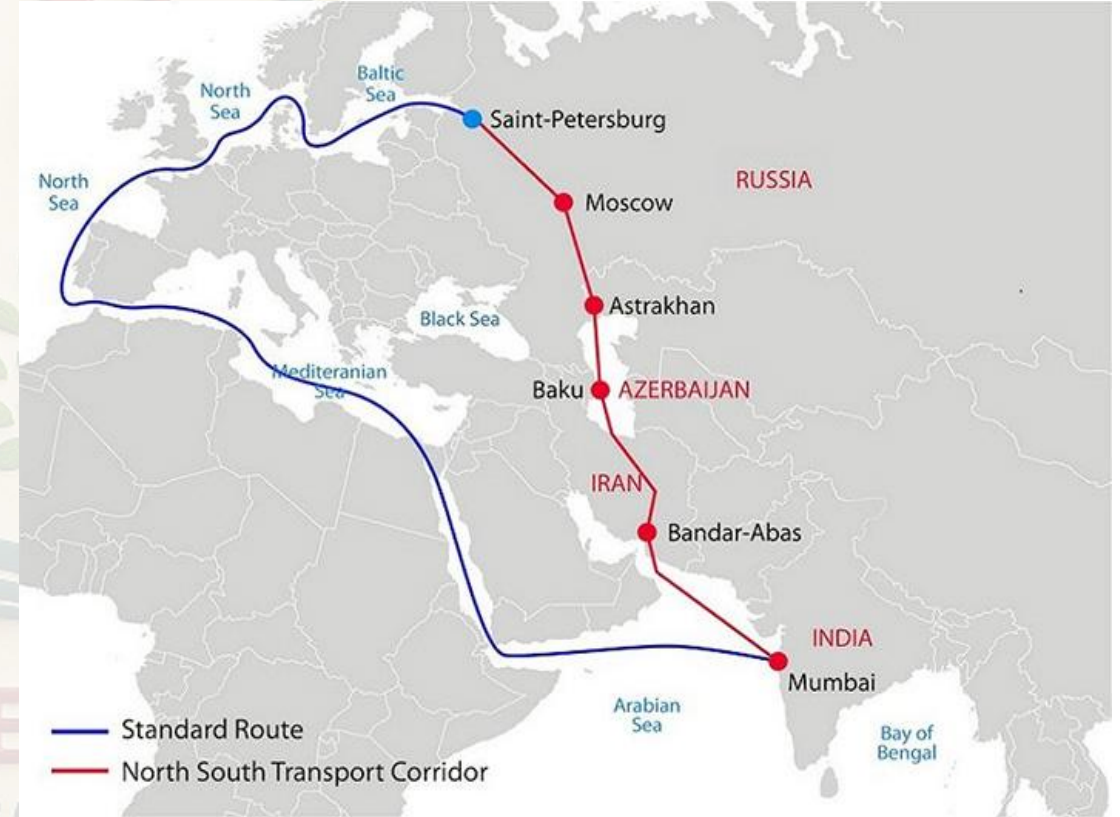 Baltic
Sea
North
Sea
Saint-Petersburg
North
Sea
RUSSIA
Moscow
Astrakhan
Black Sea
Mediteranian
Sea
Baku
AZERBAIJAN
IRAN
Bandar-Abas
INDIA
Mumbai
Arabian
Sea
Bay of
Bengal
Standard Route
North South Transport Corridor